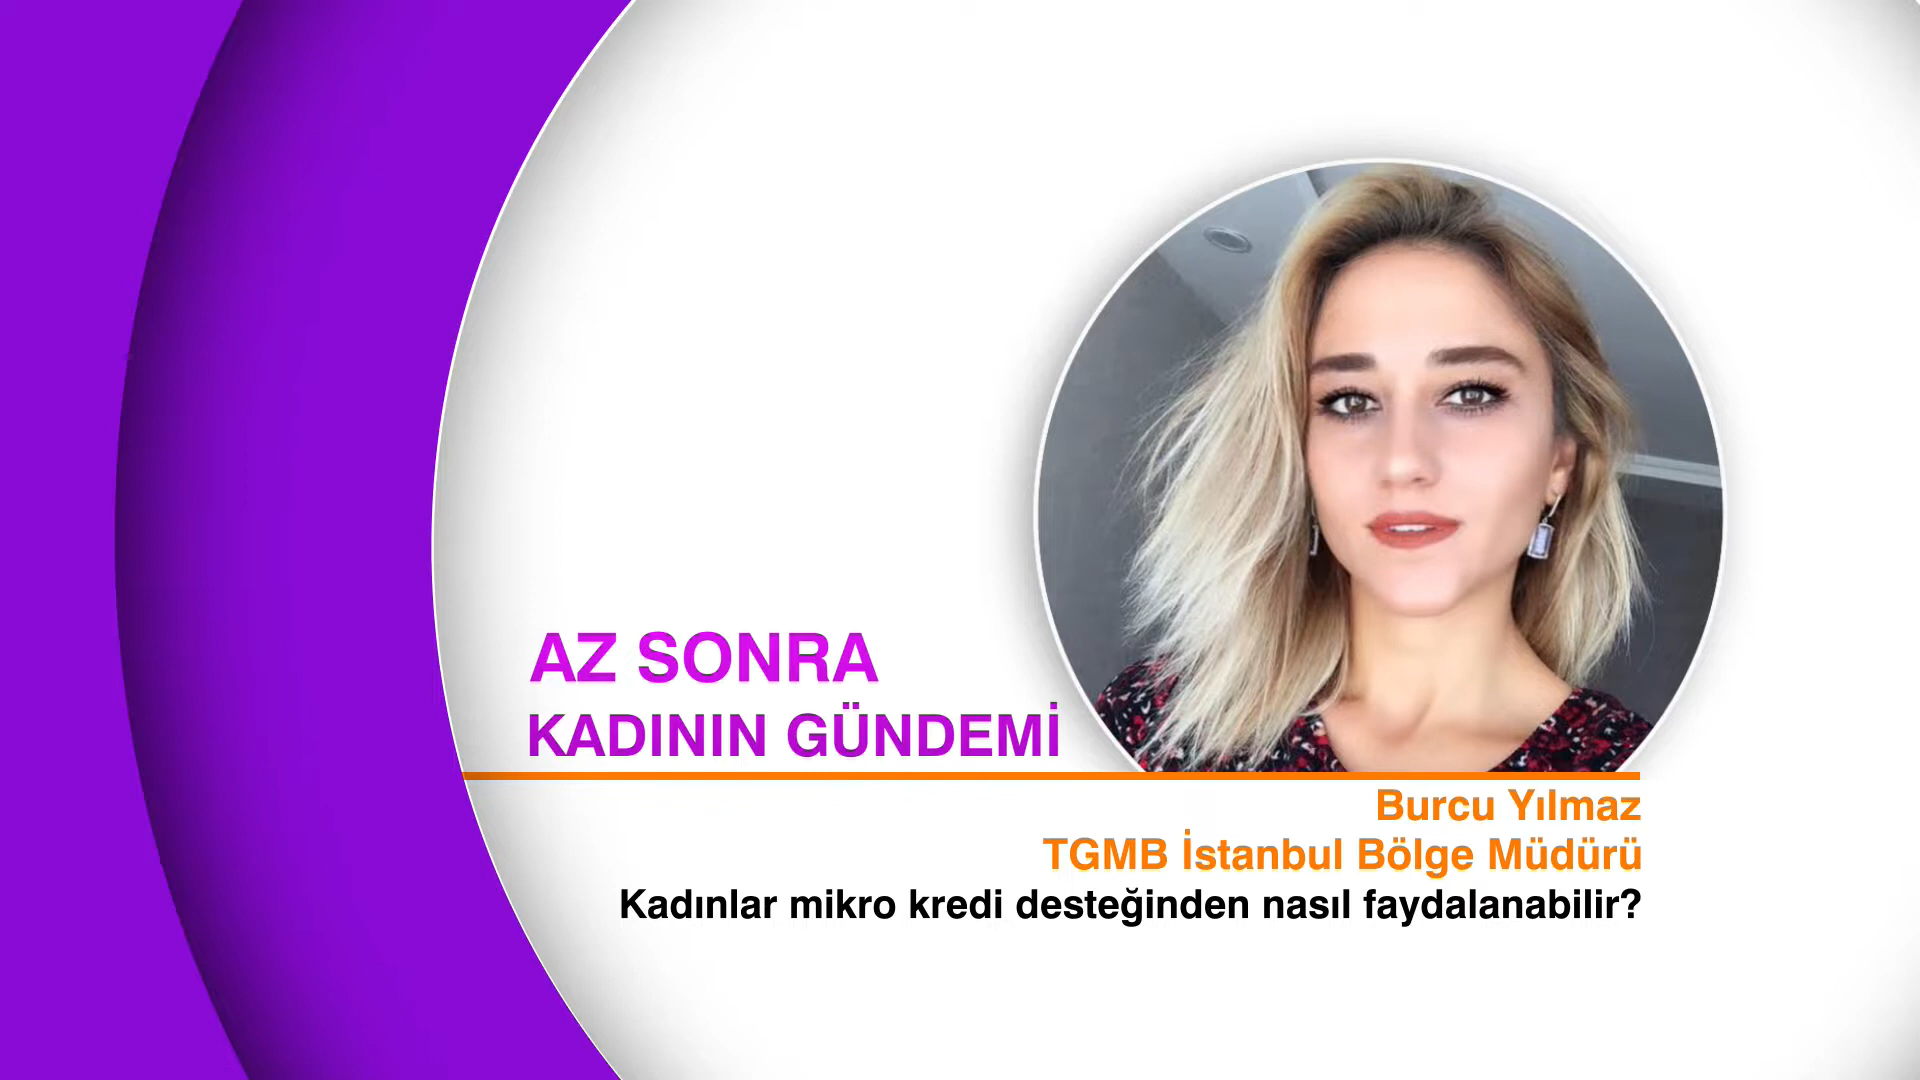 AZ SONRA
KADININ GÜNDEMİ
Burcu Yılmaz
TGMB İstanbul Bölge Müdürü
Kadınlar mikro kredi desteğinden nasıl faydalanabilir?